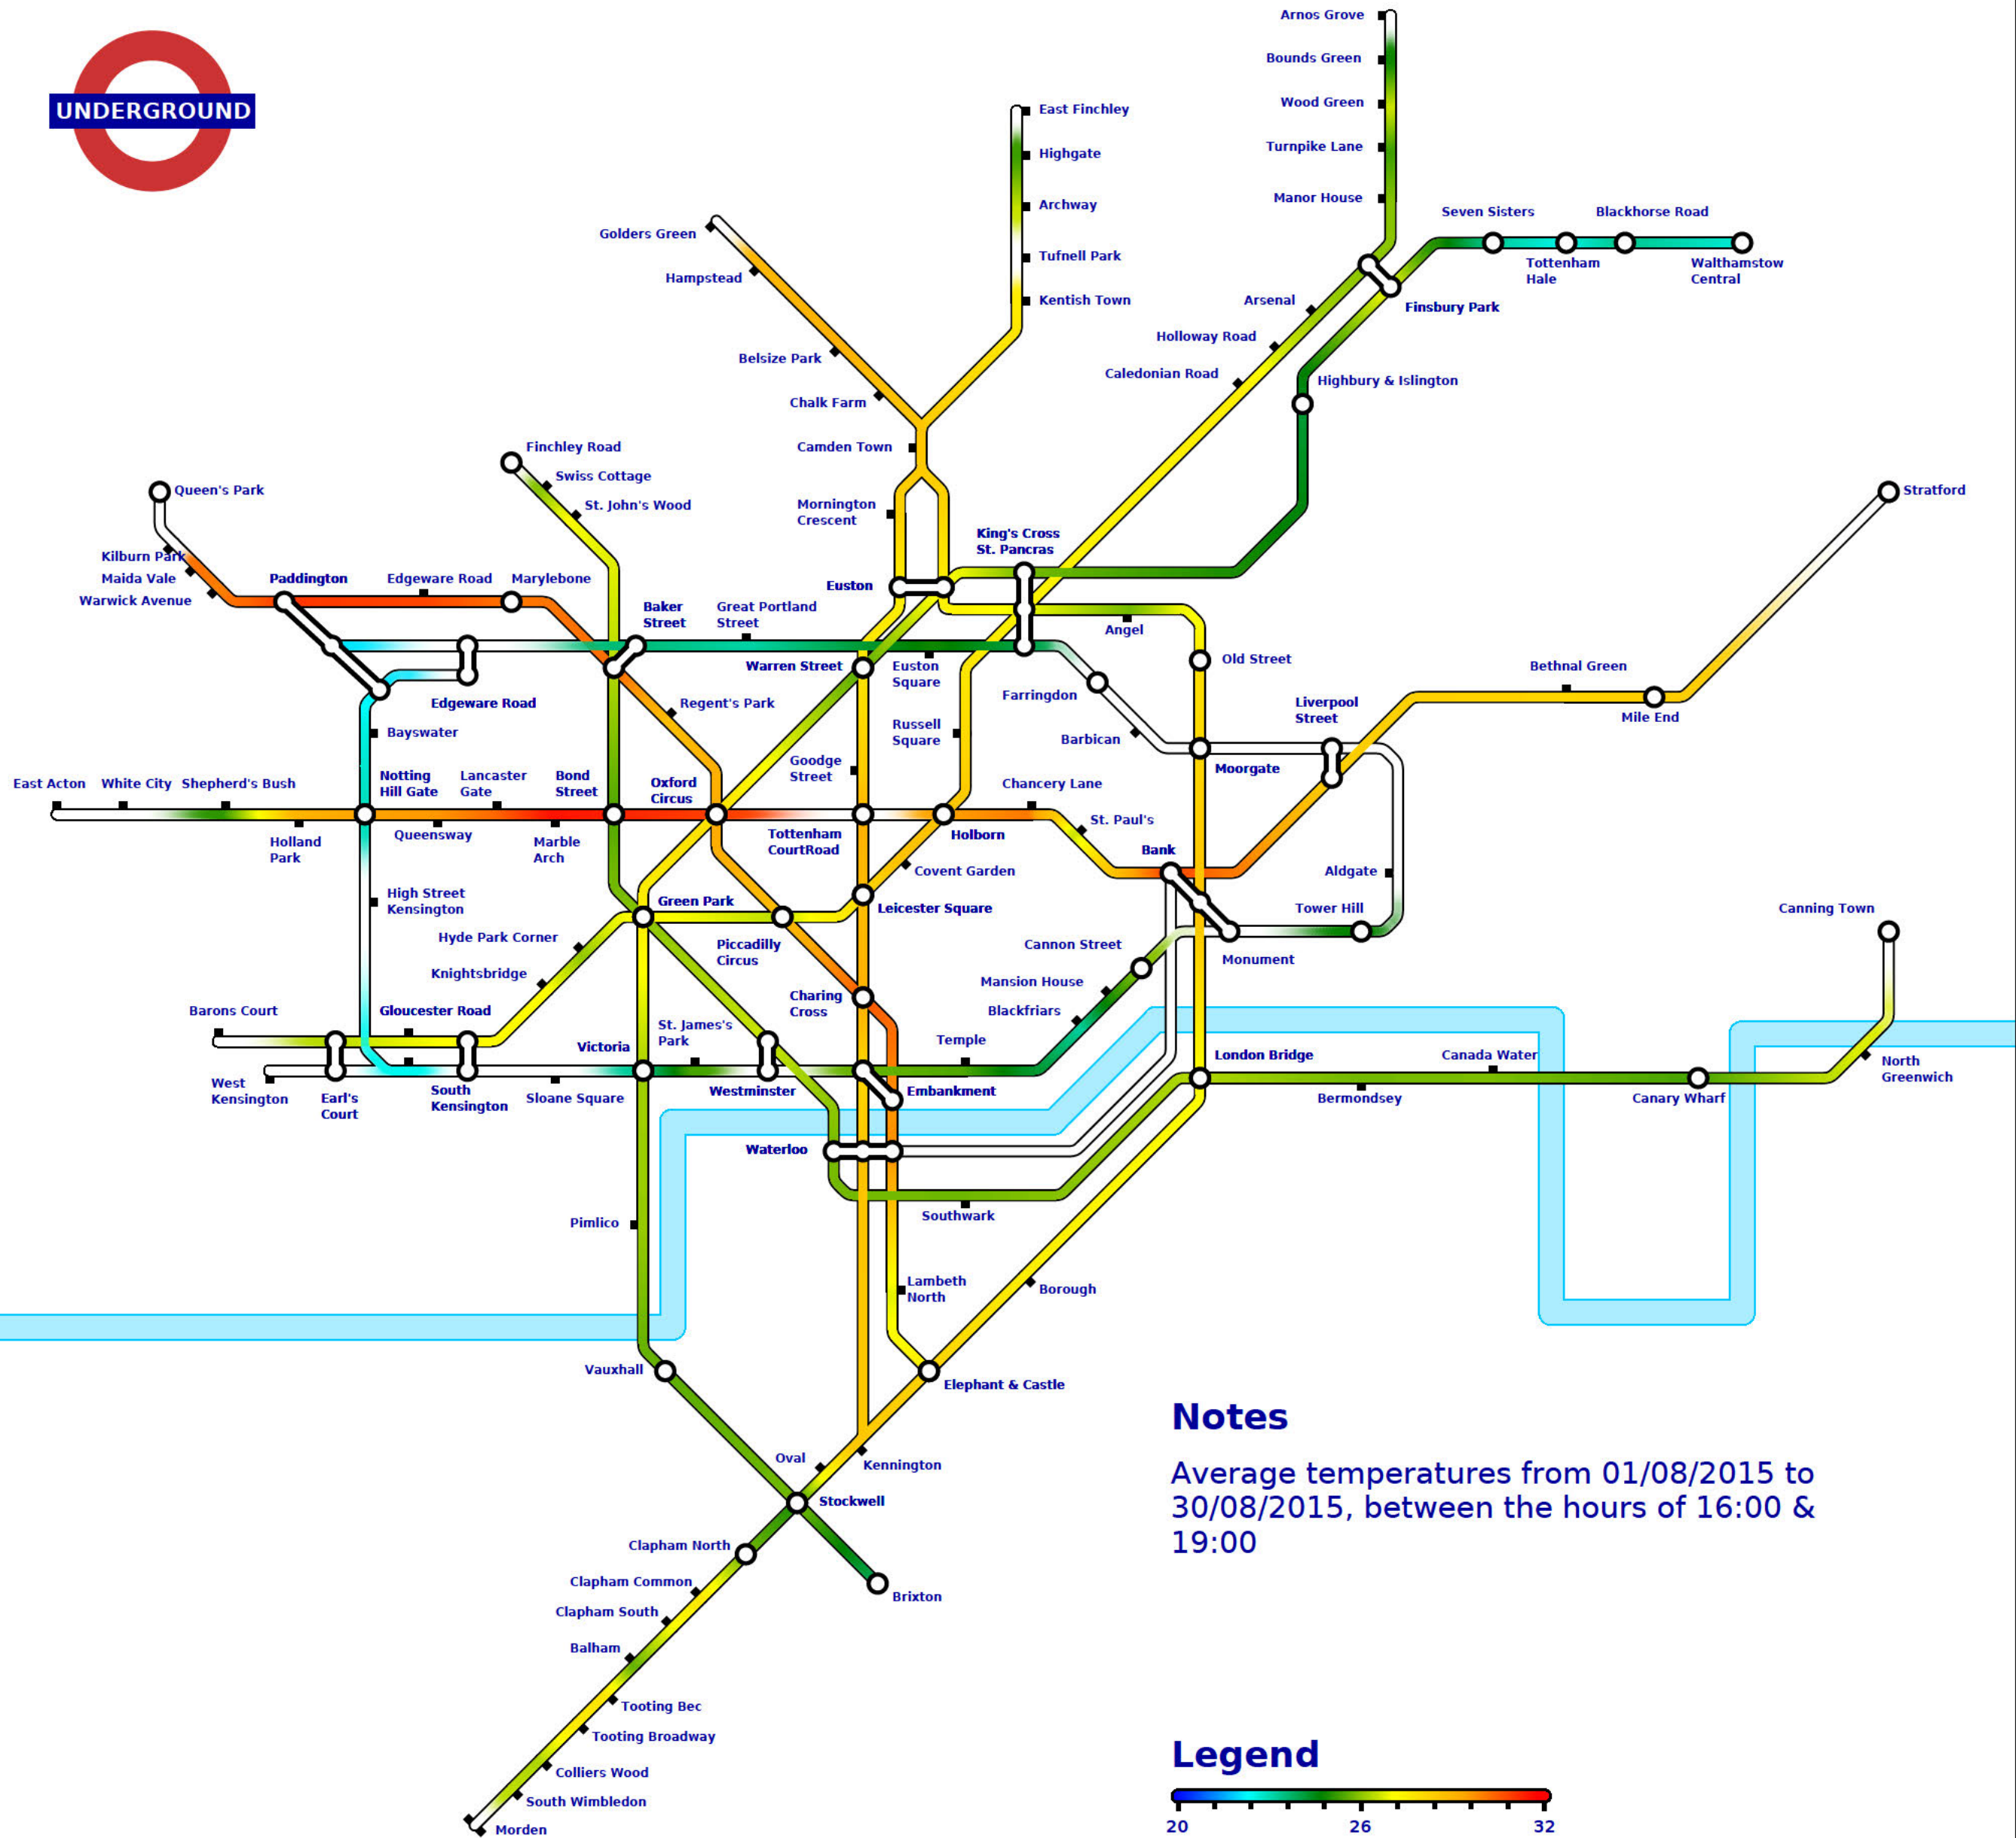 UNDERGROUND
Arnos Grove
Bounds Green
Wood Green
Turnpike Lane
Manor House
East Finchley
Highgate
Archway
Tufnell Park
Kentish Town
Golders Green
Hampstead
Belsize Park
Chalk Farm
Camden Town
Mornington
Crescent
Seven Sisters
Blackhorse Road
Tottenham
Hale
Walthamstow
Central
Finsbury Park
Arsenal
Holloway Road
Caledonian Road
Highbury & Islington
Finchley Road
Swiss Cottage
St. John's Wood
Queen's Park
Kilburn Park
Maida Vale
Warwick Avenue
Paddington
Edgeware Road
Marylebone
Baker
Street
Great Portland
Street
Euston
King's Cross
St. Pancras
Angel
Old Street
Stratford
Warren Street
Euston
Square
Farringdon
Barbican
Moorgate
Liverpool
Street
Bethnal Green
Mile End
Edgeware Road
Bayswater
Regent's Park
Russell
Square
Goodge
Street
East Acton
White City
Shepherd's Bush
Notting
Hill Gate
Lancaster
Gate
Bond
Street
Oxford
Circus
Chancery Lane
Holland
Park
Queensway
Marble
Arch
Tottenham
CourtRoad
Holborn
St. Paul's
Bank
Aldgate
Covent Garden
High Street
Kensington
Green Park
Leicester Square
Tower Hill
Canning Town
Hyde Park Corner
Knightsbridge
Piccadilly
Circus
Cannon Street
Monument
Mansion House
Blackfriars
Charing
Cross
Barons Court
Gloucester Road
St. James's
Park
Victoria
Temple
London Bridge
Canada Water
North
Greenwich
West
Kensington
Earl's
Court
South
Kensington
Sloane Square
Westminster
Embankment
Bermondsey
Canary Wharf
Waterloo
Southwark
Pimlico
Lambeth
North
Borough
Vauxhall
Elephant & Castle
Oval
Kennington
Stockwell
Clapham North
Clapham Common
Clapham South
Balham
Brixton
Tooting Bec
Tooting Broadway
Colliers Wood
South Wimbledon
Morden
Notes
Average temperatures from 01/08/2015 to
30/08/2015, between the hours of 16:00 &
19:00
Legend
20 26 32